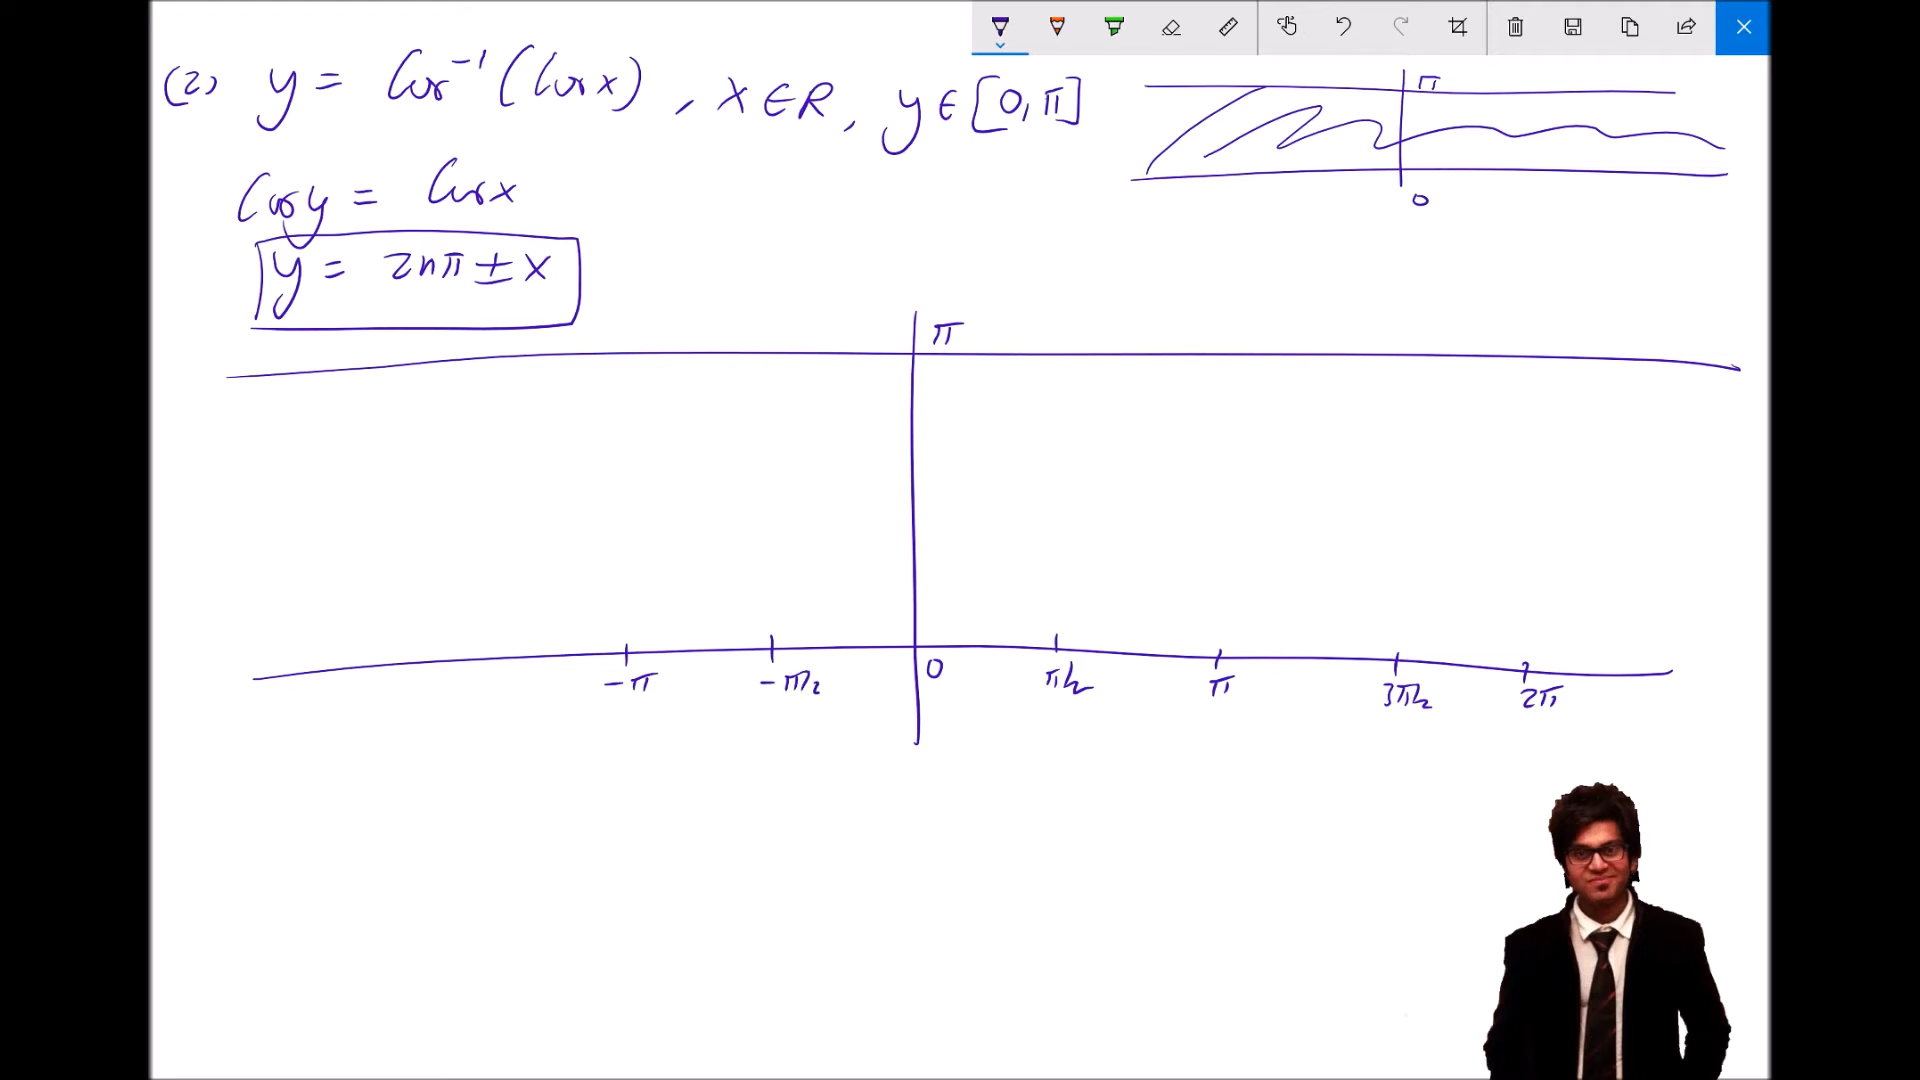 (2) y = Cos⁻¹(Cos x), x ∈ R, y ∈ [0, π]
π
0
Cos y = Cos x
y = 2nπ ± x
π
-π -π/2 0 π/2 π 3π/2 2π